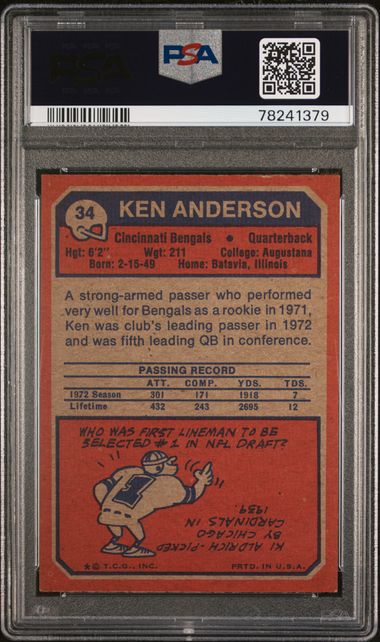 PSA
PSA
78241379
34 KEN ANDERSON
Cincinnati Bengals • Quarterback
Hgt: 6'2" Wgt: 211 College: Augustana
Born: 2-15-49 Home: Batavia, Illinois
A strong-armed passer who performed
very well for Bengals as a rookie in 1971,
Ken was club's leading passer in 1972
and was fifth leading QB in conference.
PASSING RECORD
ATT. COMP. YDS. TDS.
1972 Season 301 171 1918 7
Lifetime 432 243 2695 12
WHO WAS FIRST LINEMAN TO BE
SELECTED #1 IN NFL DRAFT?
1
KI ALDRICH - PICKED
BY CHICAGO
CARDINALS IN
1939.
*© T.C.G., INC. PRTD. IN U.S.A.